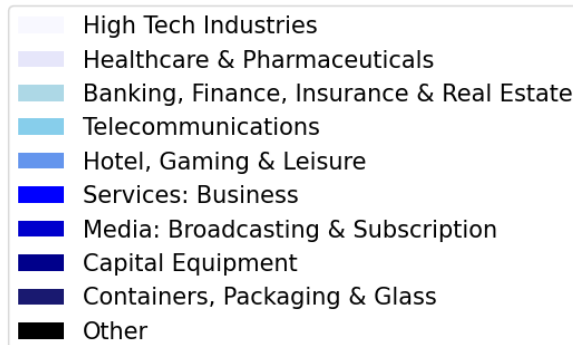 High Tech Industries
Healthcare & Pharmaceuticals
Banking, Finance, Insurance & Real Estate
Telecommunications
Hotel, Gaming & Leisure
Services: Business
Media: Broadcasting & Subscription
Capital Equipment
Containers, Packaging & Glass
Other